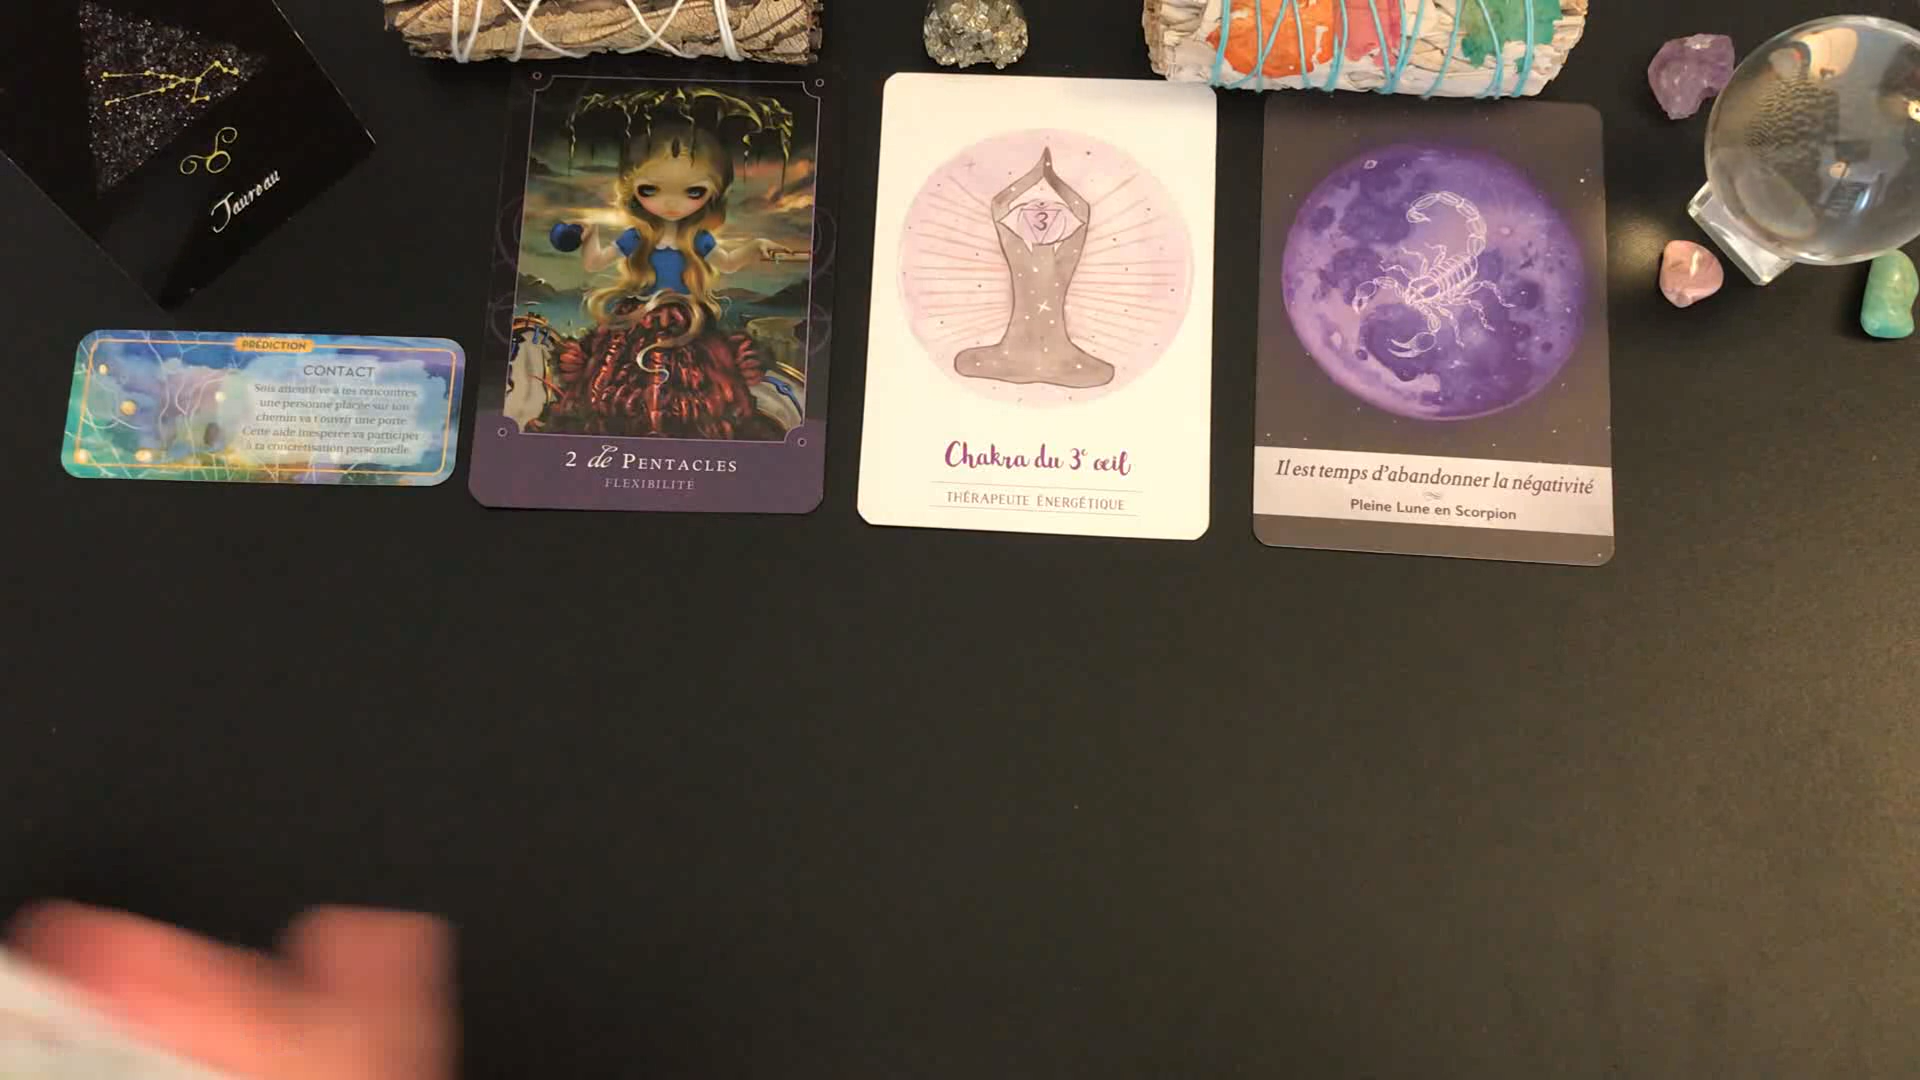 Taureau
PRÉDICTION
CONTACT
Sois attentif·ve à tes rencontres,
une personne placée sur ton
chemin va t'ouvrir une porte.
Cette aide inespérée va participer
à ta concrétisation personnelle.
2 de PENTACLES
FLEXIBILITÉ
3
Chakra du 3e œil
THÉRAPEUTE ÉNERGÉTIQUE
Il est temps d'abandonner la négativité
Pleine Lune en Scorpion